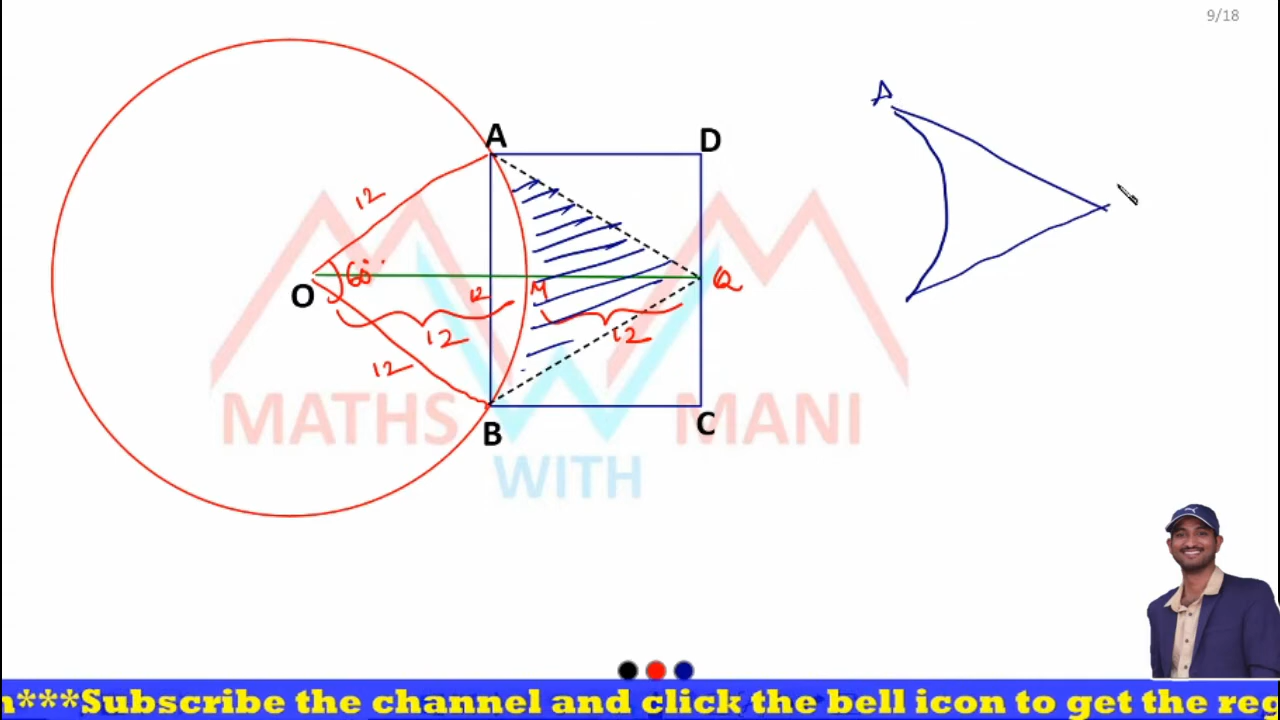 9/18
A
A
D
12
60°
O
12
M
Q
12
12
12
B
C
MATHS
MANI
WITH
n***Subscribe the channel and click the bell icon to get the reg